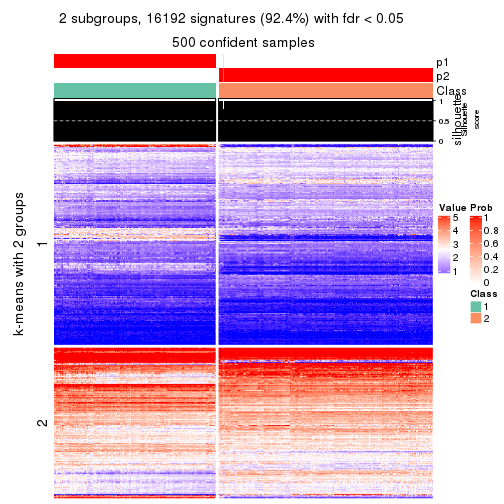 2 subgroups, 16192 signatures (92.4%) with fdr < 0.05
500 confident samples
p1
p2
Class
1
0.5
0
silhouette
Silhouette
score
k-means with 2 groups
1
2
Value
5
4
3
2
1
Prob
1
0.8
0.6
0.4
0.2
0
Class
1
2